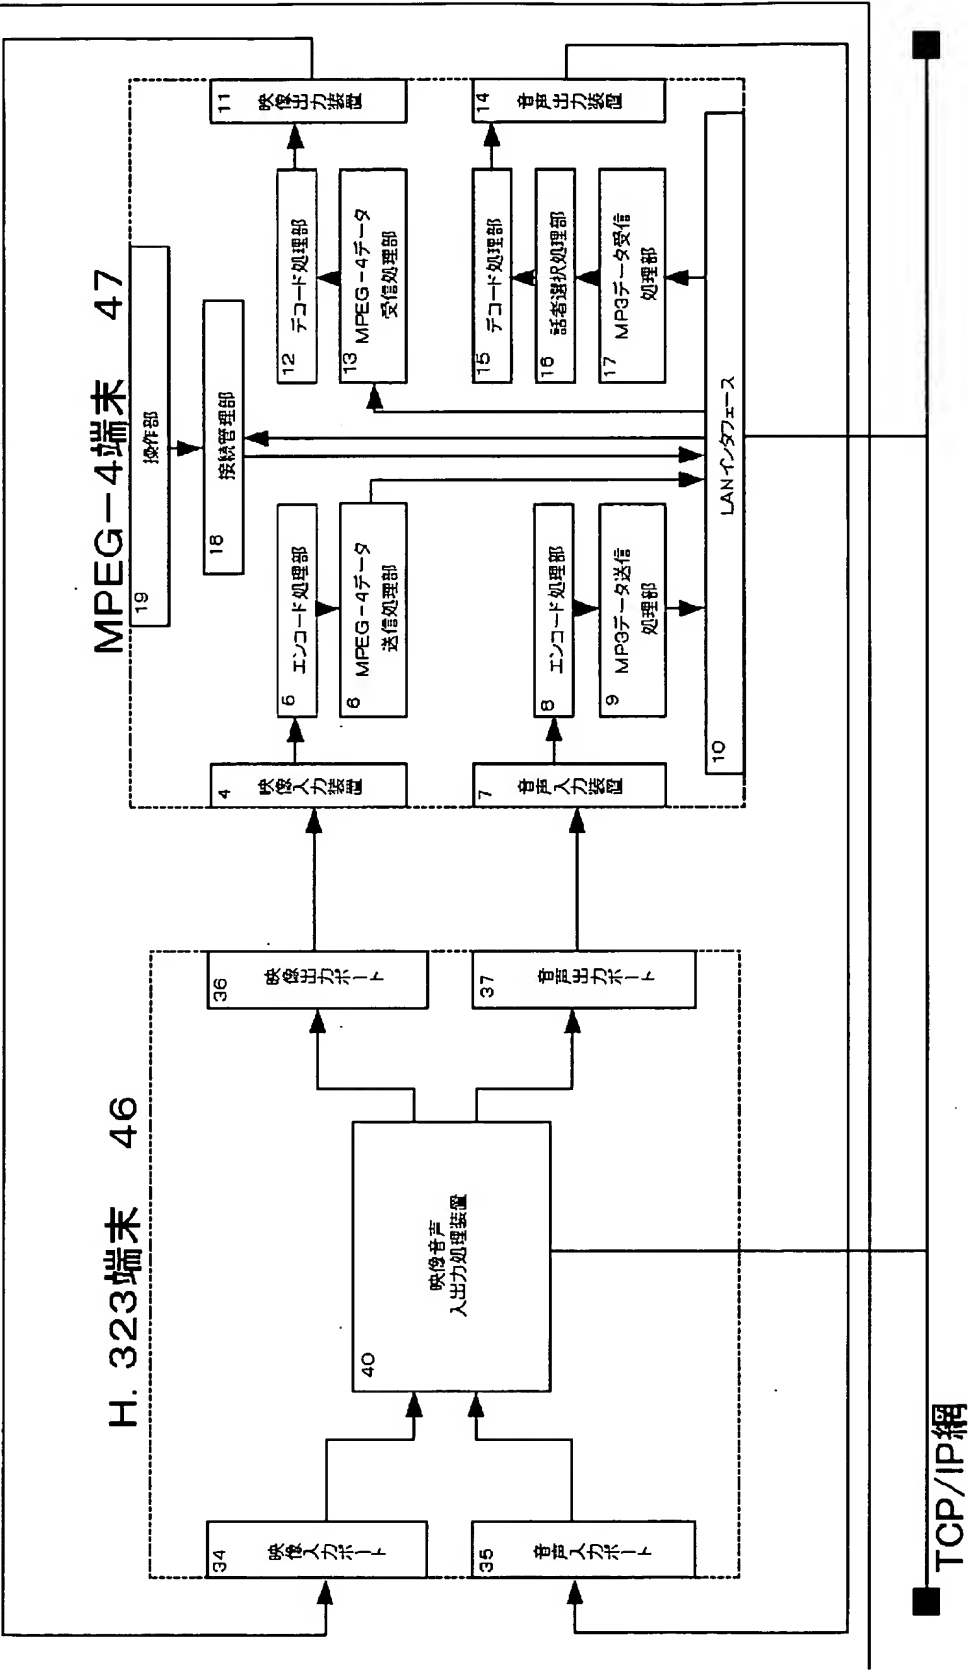 H. 323端末 46
34
映像入力ポート
35
音声入力ポート
40
映像音声
入出力処理装置
36
映像出力ポート
37
音声出力ポート
MPEG-4端末 47
19
操作部
18
接続管理部
4
映像入力装置
5
エンコード処理部
6
MPEG-4データ
送信処理部
7
音声入力装置
8
エンコード処理部
9
MP3データ送信
処理部
10
LANインタフェース
11
映像出力装置
12
デコード処理部
13
MPEG-4データ
受信処理部
14
音声出力装置
15
デコード処理部
16
話者選択処理部
17
MP3データ受信
処理部
TCP/IP網